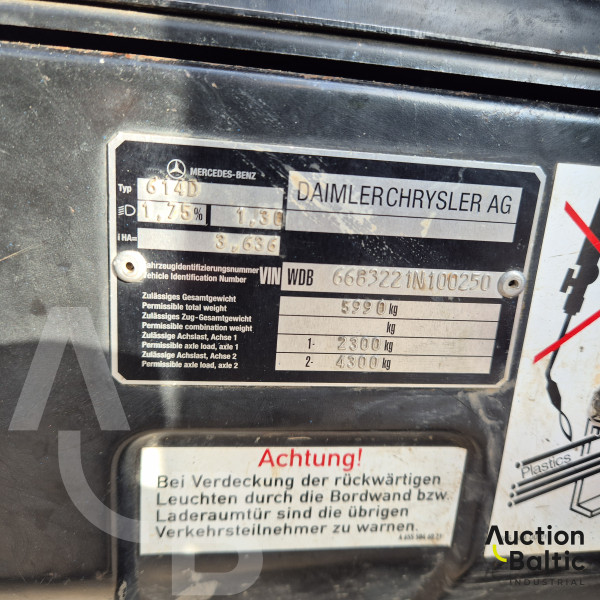 MERCEDES-BENZ
Typ 614D
DAIMLERCHRYSLER AG
1,75% 1,30
iHA= 3,636
Fahrzeugidentifizierungsnummer
Vehicle Identification Number VIN WDB 6683221N100250
Zulässiges Gesamtgewicht
Permissible total weight 5990 kg
Zulässiges Zug-Gesamtgewicht
Permissible combination weight kg
Zulässige Achslast, Achse 1
Permissible axle load, axle 1 1- 2300 kg
Zulässige Achslast, Achse 2
Permissible axle load, axle 2 2- 4300 kg
Achtung!
Bei Verdeckung der rückwärtigen
Leuchten durch die Bordwand bzw.
Laderaumtür sind die übrigen
Verkehrsteilnehmer zu warnen.
Plastics
Auction
Baltic
INDUSTRIAL